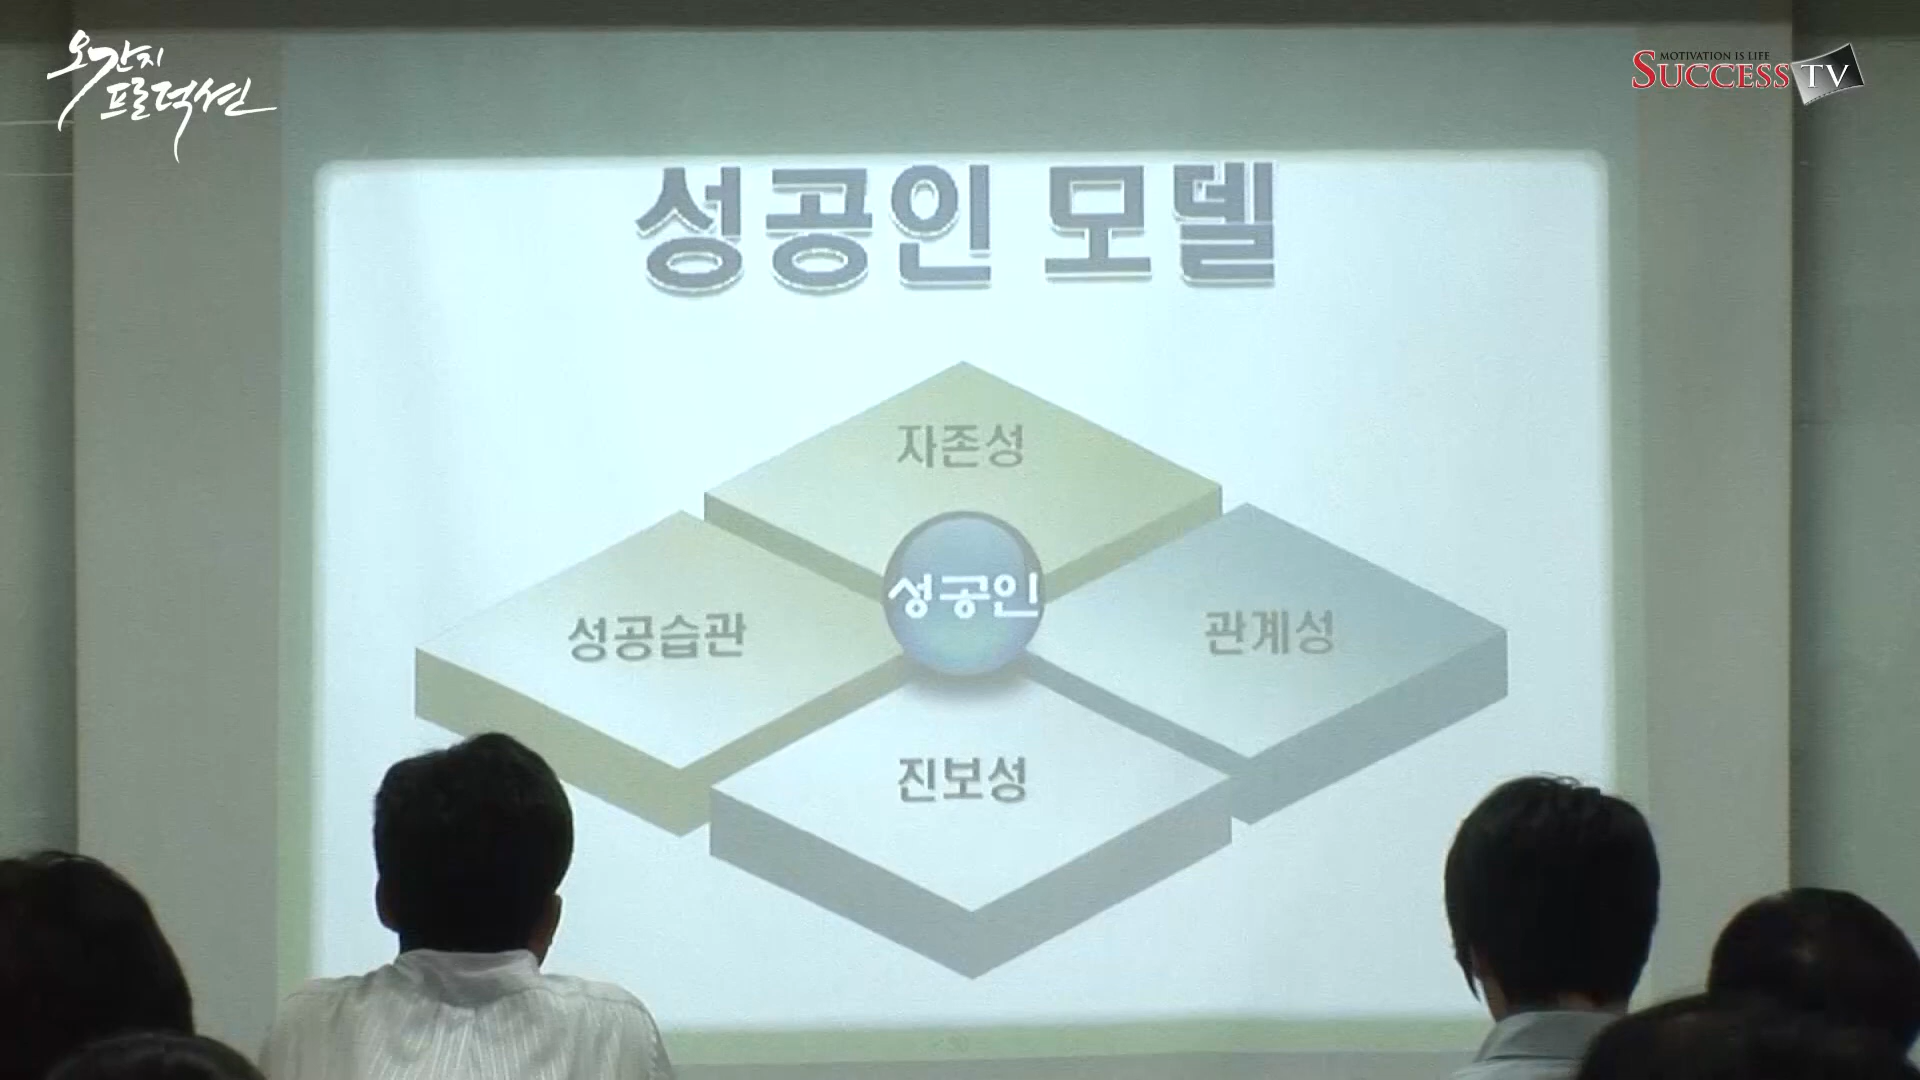 오간지
프로덕션
MOTIVATION IS LIFE
SUCCESS TV
성공인 모델
자존성
성공인
성공습관
관계성
진보성